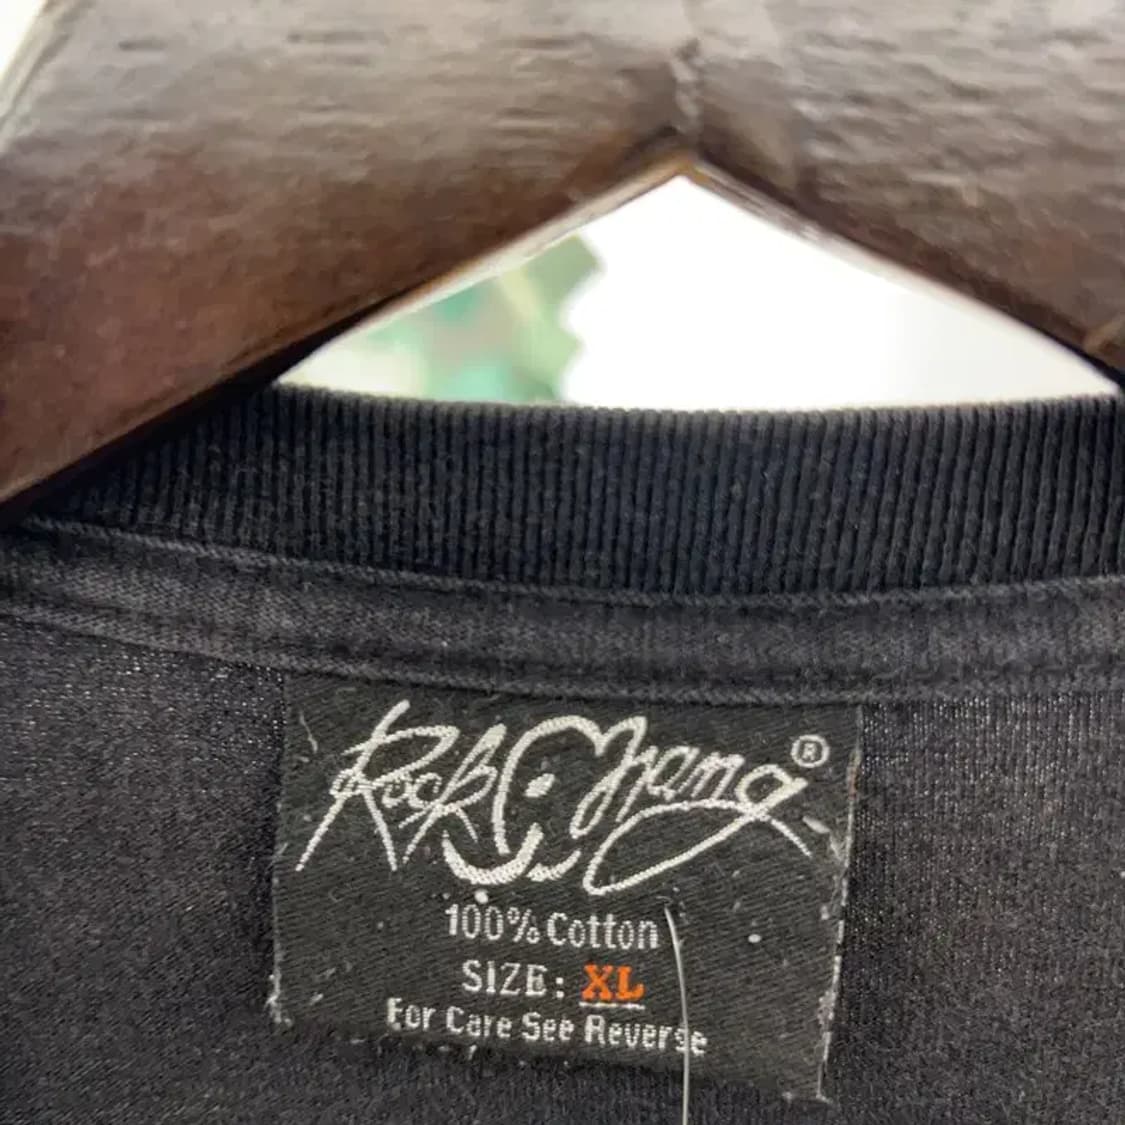 Rock Chang®
100% Cotton
SIZE: XL
For Care See Reverse